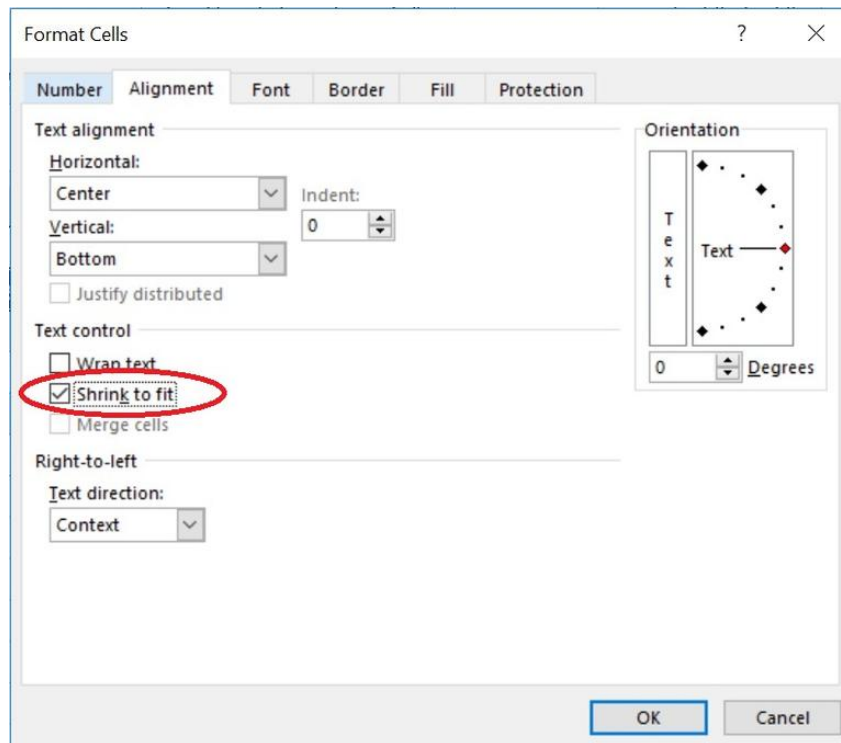 Format Cells ?
Number Alignment Font Border Fill Protection
Text alignment
Horizontal:
Center
Indent:
0
Vertical:
Bottom
Justify distributed
Text control
Wrap text
Shrink to fit
Merge cells
Right-to-left
Text direction:
Context
Orientation
Text
Text
0 Degrees
OK Cancel